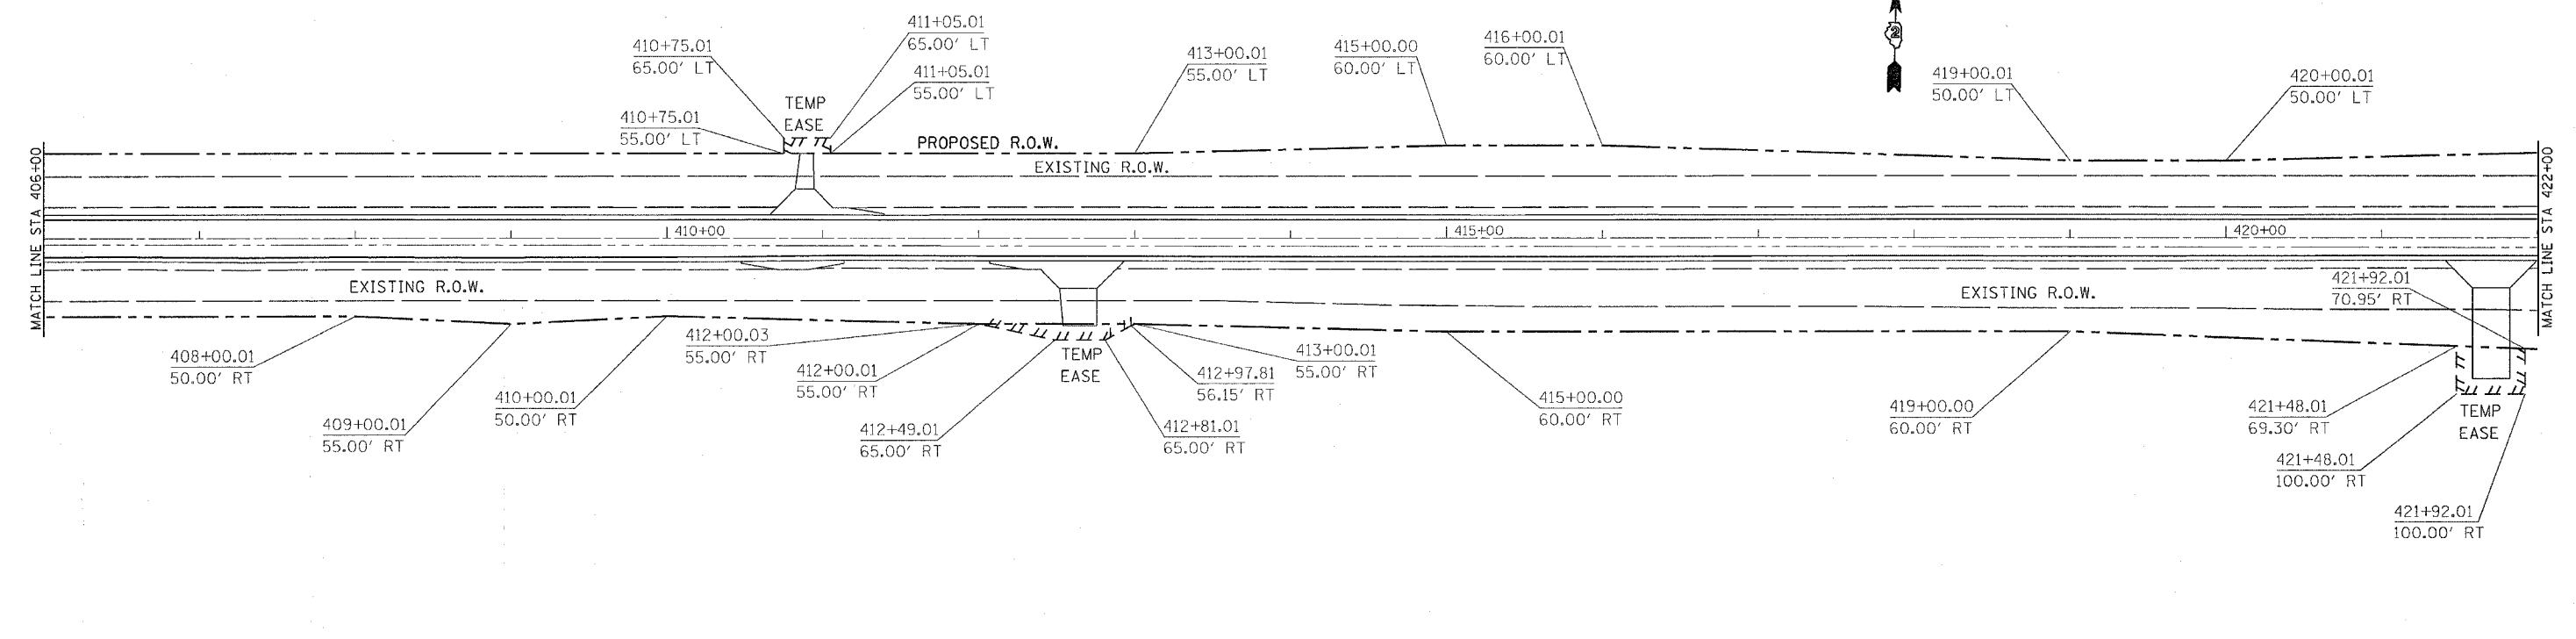 411+05.01
65.00' LT
410+75.01
65.00' LT
411+05.01
55.00' LT
413+00.01
55.00' LT
415+00.00
60.00' LT
416+00.01
60.00' LT
2
419+00.01
50.00' LT
420+00.01
50.00' LT
TEMP
EASE
410+75.01
55.00' LT
PROPOSED R.O.W.
EXISTING R.O.W.
MATCH LINE STA 406+00
410+00
415+00
420+00
MATCH LINE STA 422+00
EXISTING R.O.W.
EXISTING R.O.W.
421+92.01
70.95' RT
408+00.01
50.00' RT
409+00.01
55.00' RT
410+00.01
50.00' RT
412+00.03
55.00' RT
412+00.01
55.00' RT
412+49.01
65.00' RT
TEMP
EASE
412+81.01
65.00' RT
412+97.81
56.15' RT
413+00.01
55.00' RT
415+00.00
60.00' RT
419+00.00
60.00' RT
421+48.01
69.30' RT
TEMP
EASE
421+48.01
100.00' RT
421+92.01
100.00' RT